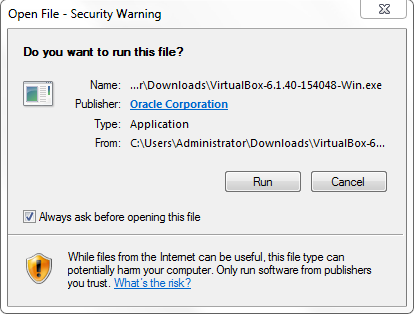 Open File - Security Warning
Do you want to run this file?
Name: ...r\Downloads\VirtualBox-6.1.40-154048-Win.exe
Publisher: Oracle Corporation
Type: Application
From: C:\Users\Administrator\Downloads\VirtualBox-6...
Run Cancel
Always ask before opening this file
While files from the Internet can be useful, this file type can
potentially harm your computer. Only run software from publishers
you trust. What's the risk?